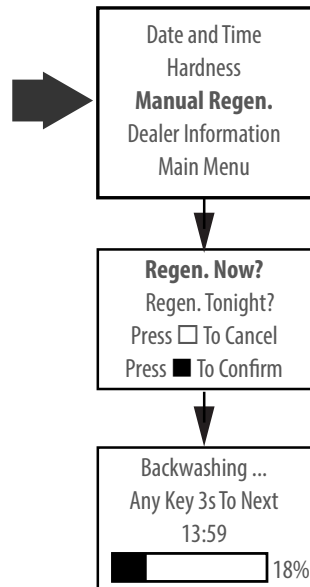 Date and Time
Hardness
Manual Regen.
Dealer Information
Main Menu
Regen. Now?
Regen. Tonight?
Press □ To Cancel
Press ■ To Confirm
Backwashing ...
Any Key 3s To Next
13:59
18%